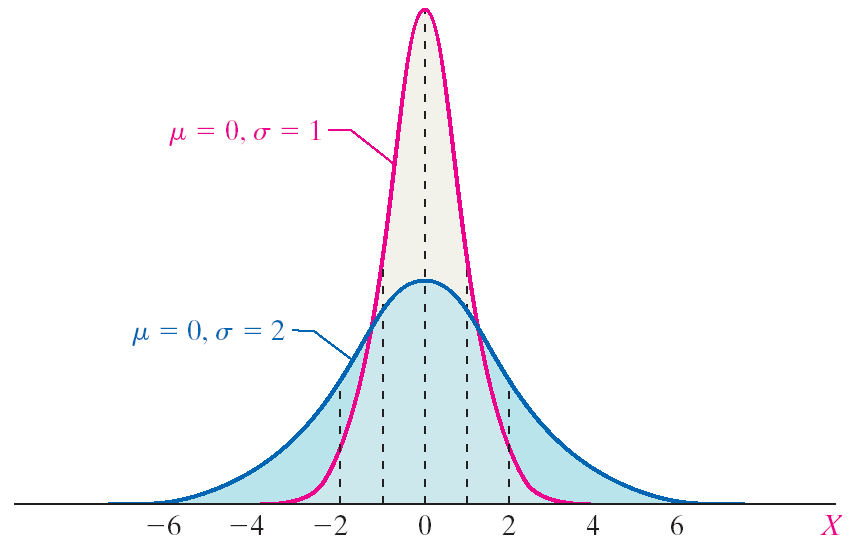 μ = 0, σ = 1
μ = 0, σ = 2
−6 −4 −2 0 2 4 6 X